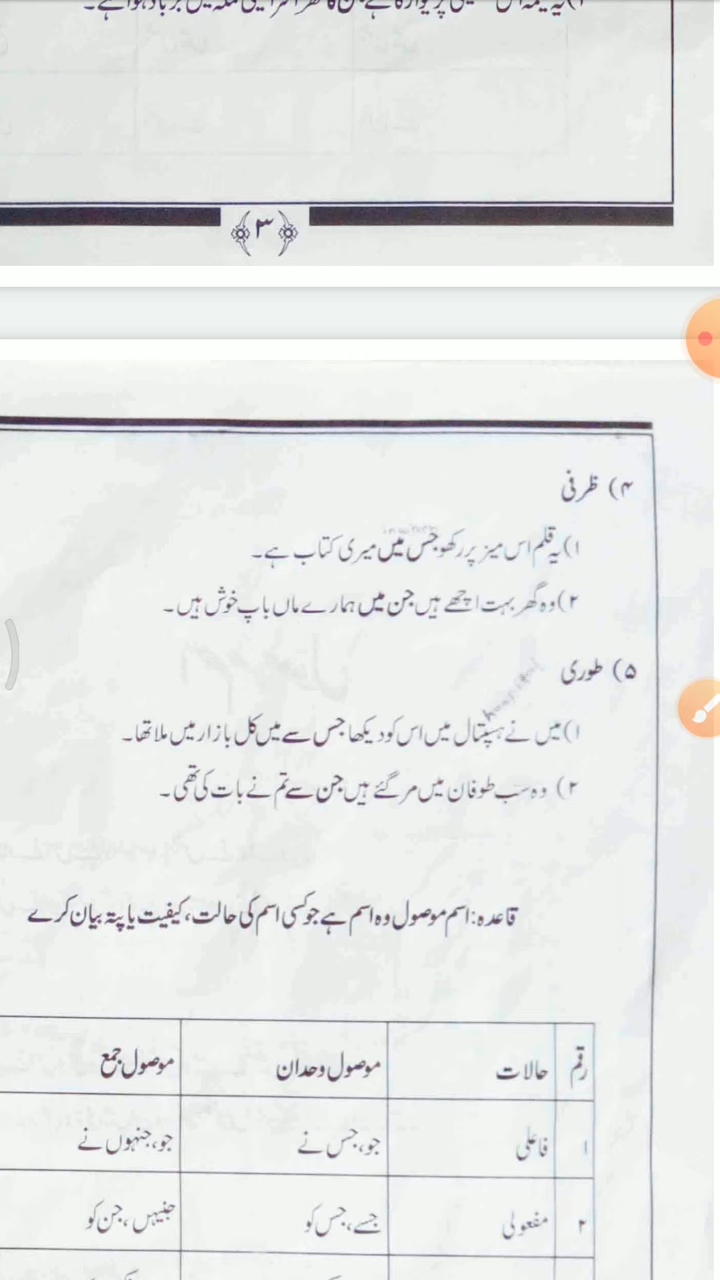 ۳
۴) ظرفی
۱) یہ قلم اس میز پر رکھو جس میں میری کتاب ہے۔
۲) وہ گھر بہت اچھے ہیں جن میں ہمارے ماں باپ خوش ہیں۔
۵) طوری
۱) میں نے ہسپتال میں اس کو دیکھا جس سے میں کل بازار میں ملا تھا۔
۲) وہ سب طوفان میں مر گئے ہیں جن سے تم نے بات کی تھی۔
قاعدہ: اسم موصول وہ اسم ہے جو کسی اسم کی حالت، کیفیت یا پتہ بیان کرے
رقم حالات موصول وحدان موصول جمع
۱ فاعلی جو، جس نے جو، جنہوں نے
۲ مفعولی جسے، جس کو جنہیں، جن کو